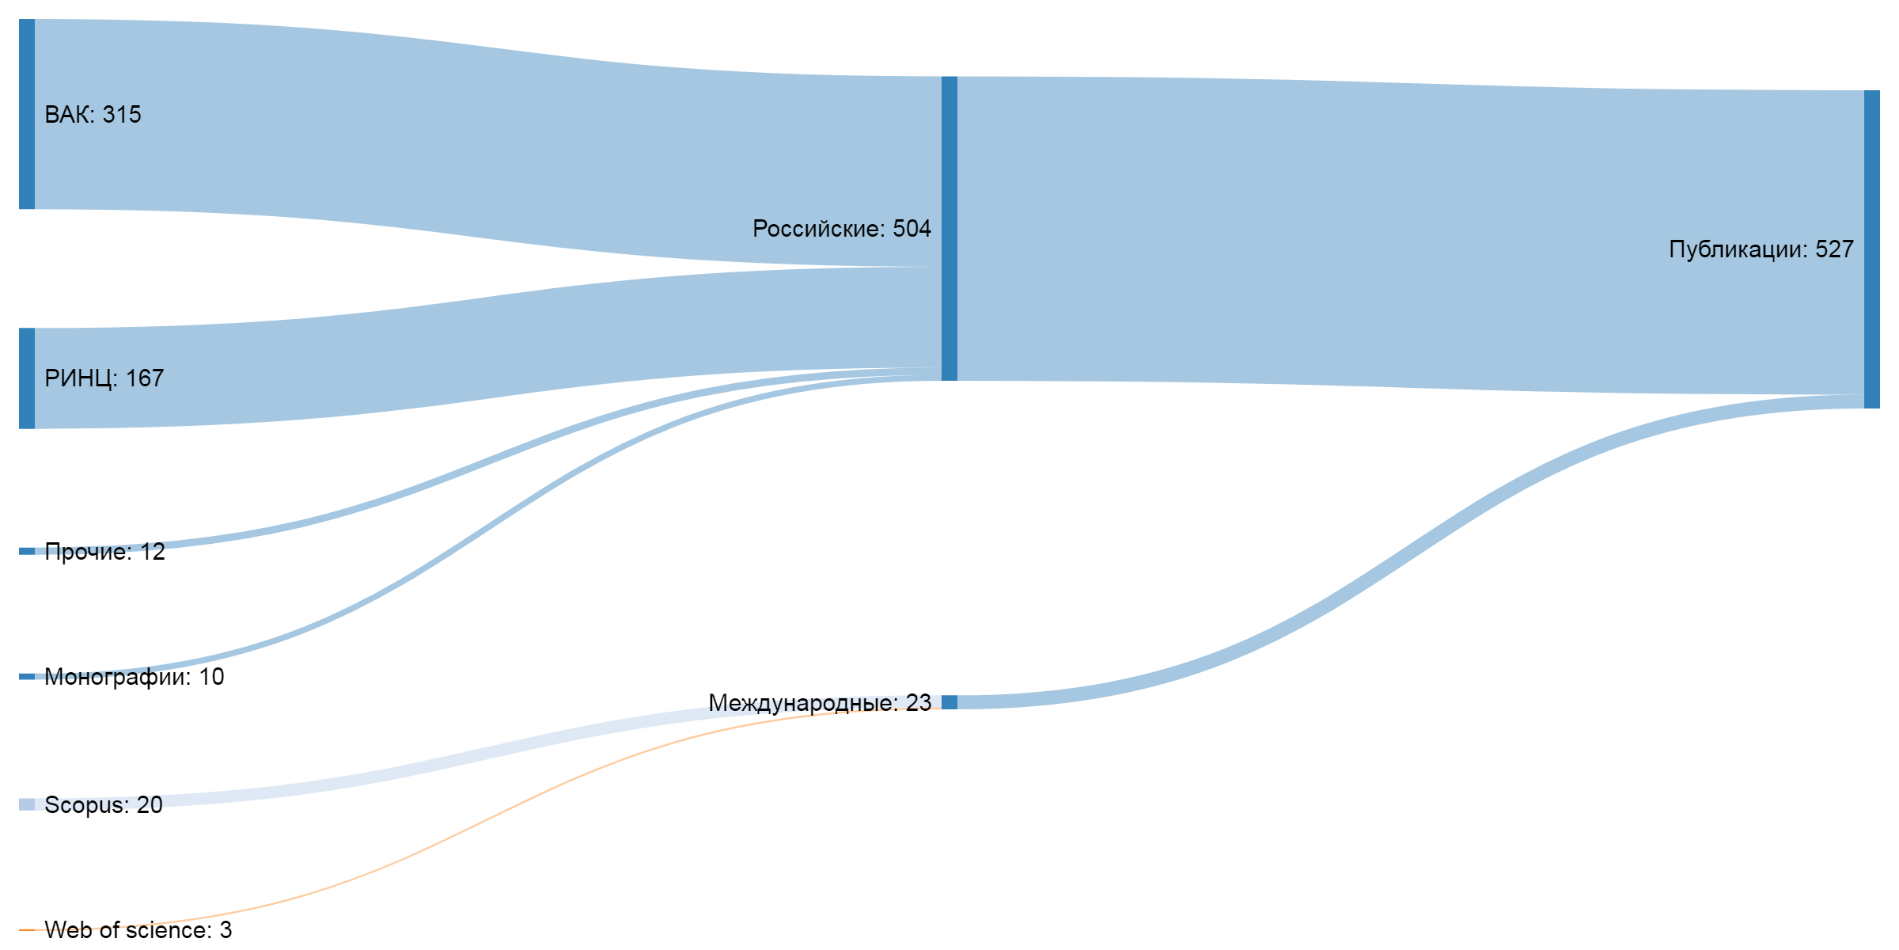 ВАК: 315
Российские: 504
Публикации: 527
РИНЦ: 167
Прочие: 12
Монографии: 10
Международные: 23
Scopus: 20
Web of science: 3